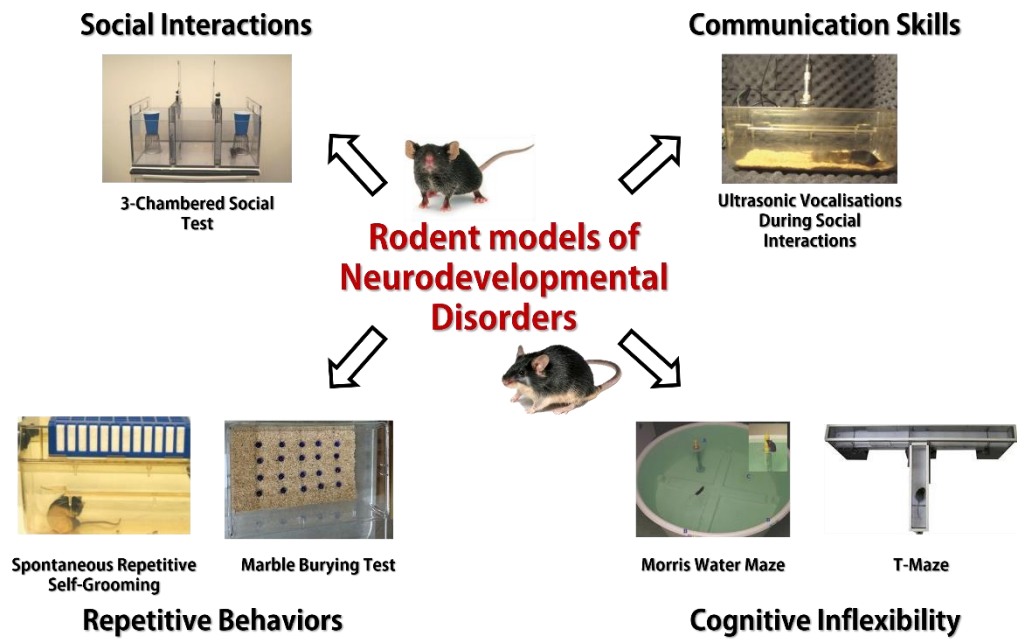 Social Interactions
Communication Skills
3-Chambered Social
Test
Ultrasonic Vocalisations
During Social
Interactions
Rodent models of
Neurodevelopmental
Disorders
Spontaneous Repetitive
Self-Grooming
Marble Burying Test
Morris Water Maze
T-Maze
Repetitive Behaviors
Cognitive Inflexibility